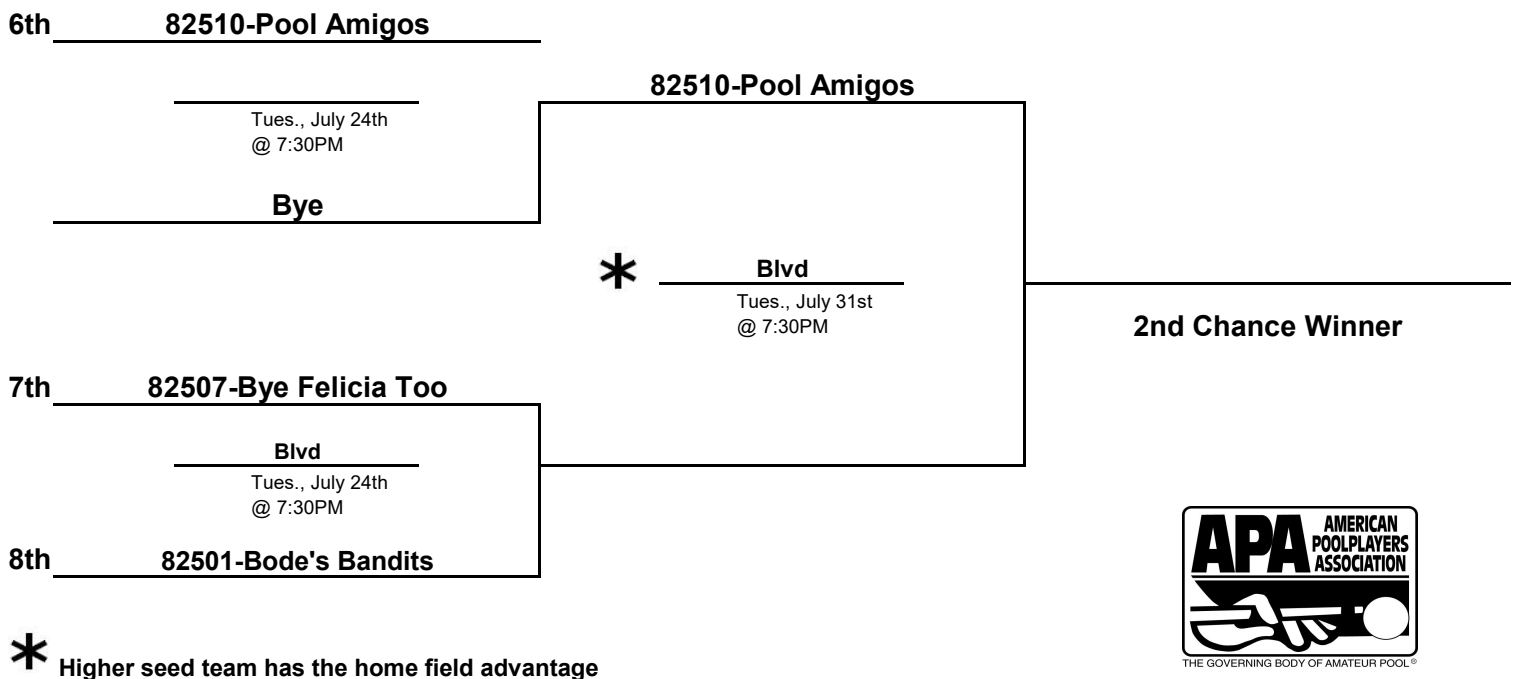 6th 82510-Pool Amigos
82510-Pool Amigos
Tues., July 24th
@ 7:30PM
Bye
* Blvd
Tues., July 31st
@ 7:30PM
2nd Chance Winner
7th 82507-Bye Felicia Too
Blvd
Tues., July 24th
@ 7:30PM
8th 82501-Bode's Bandits
* Higher seed team has the home field advantage
APA AMERICAN
POOLPLAYERS
ASSOCIATION
THE GOVERNING BODY OF AMATEUR POOL®